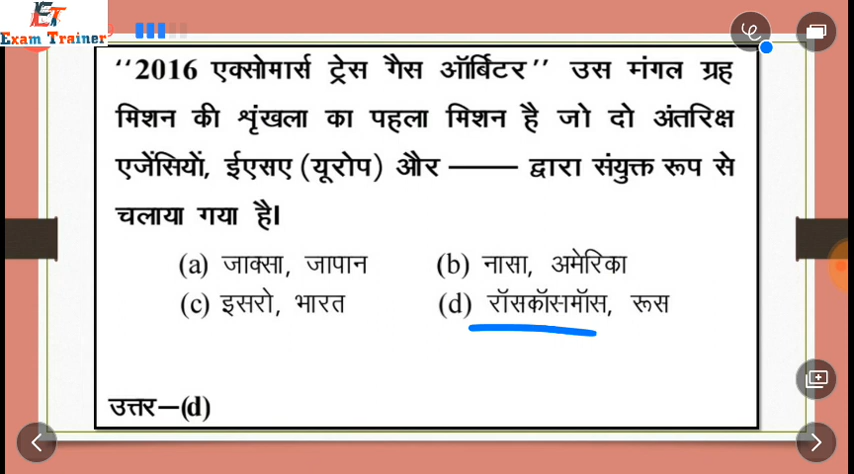 ET
Exam Trainer
‘‘2016 एक्सोमार्स ट्रेस गैस ऑर्बिटर’’ उस मंगल ग्रह
मिशन की शृंखला का पहला मिशन है जो दो अंतरिक्ष
एजेंसियों, ईएसए (यूरोप) और —— द्वारा संयुक्त रूप से
चलाया गया है।
(a) जाक्सा, जापान (b) नासा, अमेरिका
(c) इसरो, भारत (d) रॉसकॉसमॉस, रूस
उत्तर—(d)